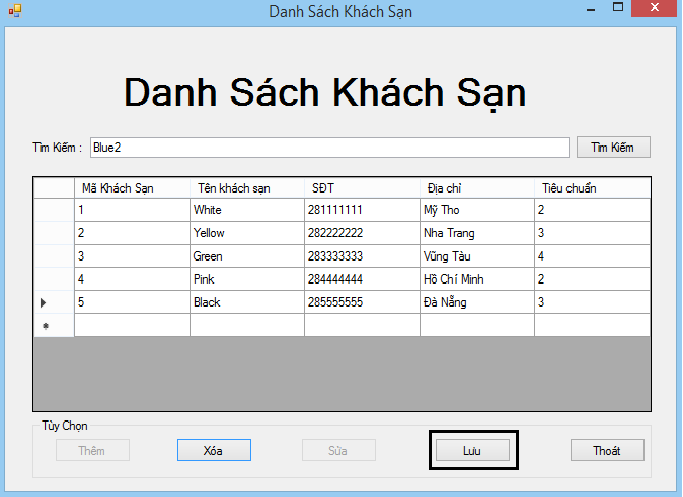 Danh Sách Khách Sạn
Danh Sách Khách Sạn
Tìm Kiếm : Blue2 Tìm Kiếm
Mã Khách Sạn Tên khách sạn SĐT Địa chỉ Tiêu chuẩn
1 White 281111111 Mỹ Tho 2
2 Yellow 282222222 Nha Trang 3
3 Green 283333333 Vũng Tàu 4
4 Pink 284444444 Hồ Chí Minh 2
5 Black 285555555 Đà Nẵng 3
Tùy Chọn
Thêm Xóa Sửa Lưu Thoát